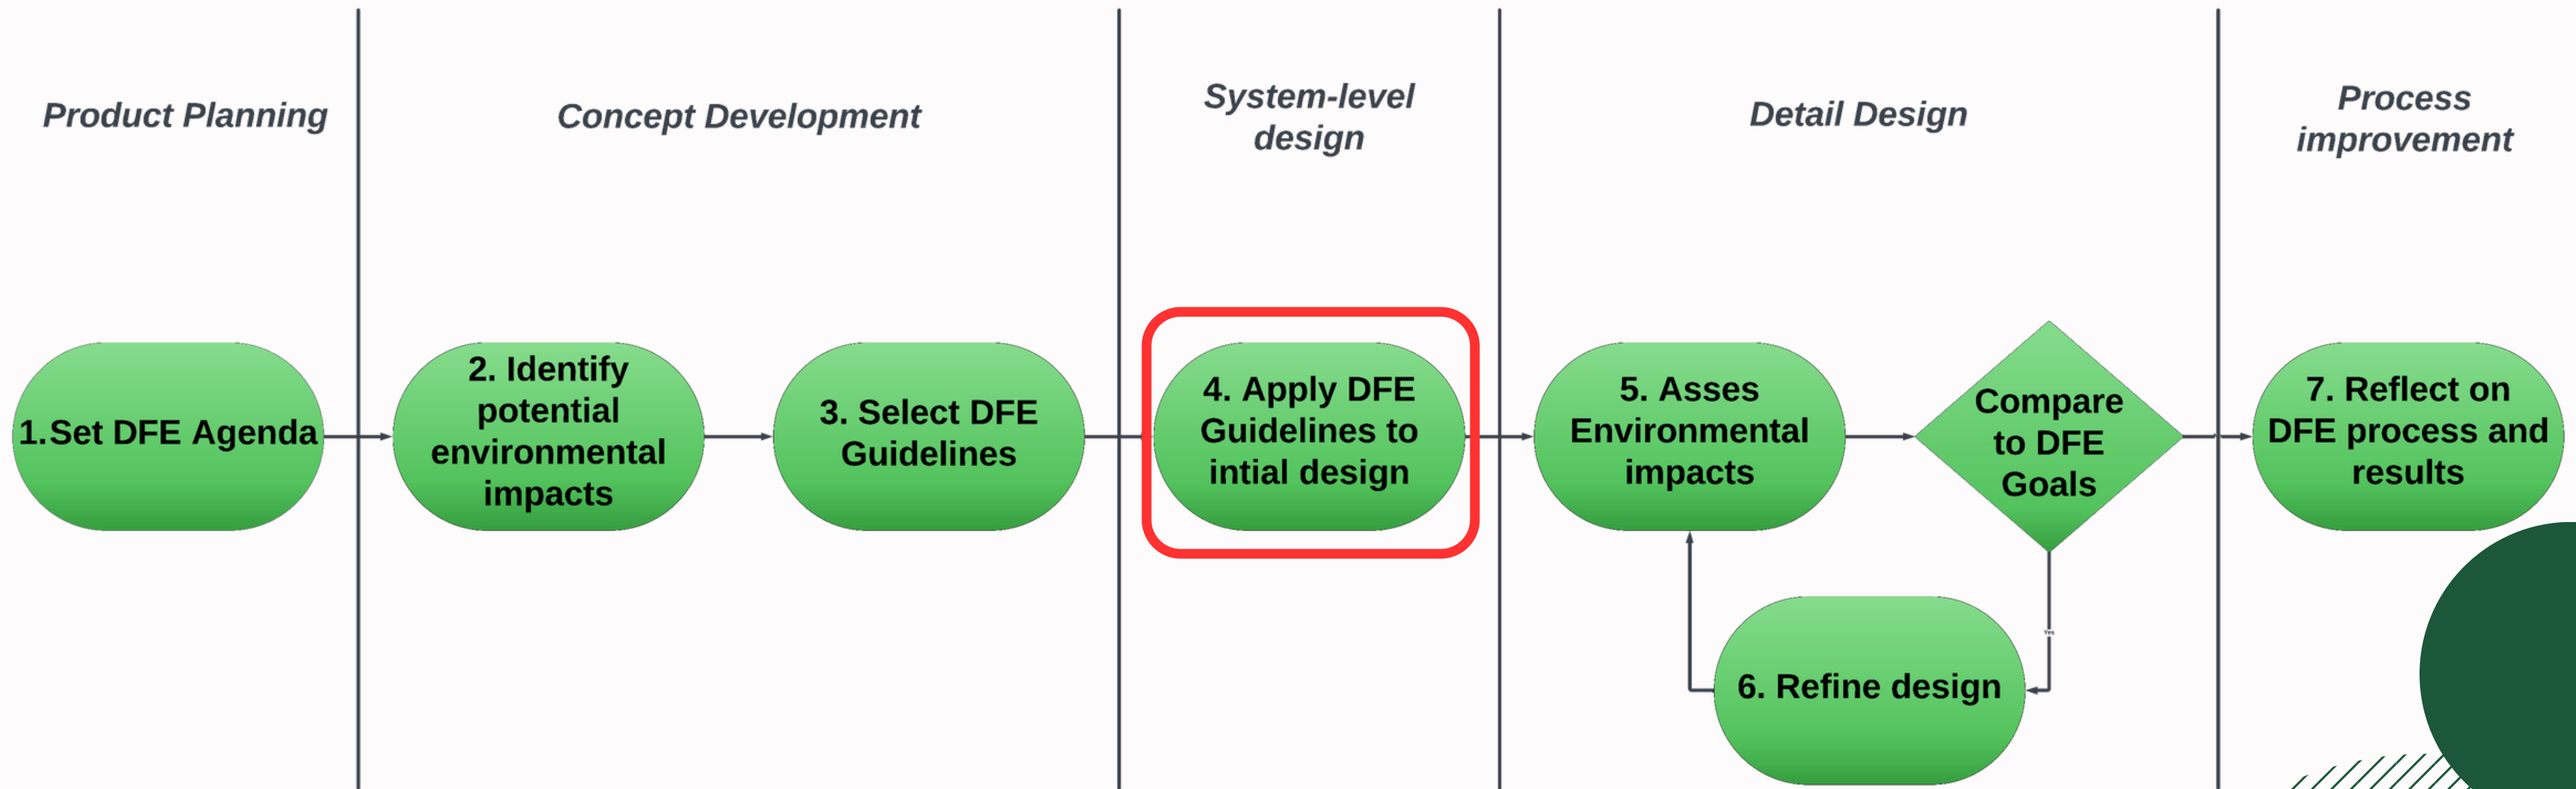 Product Planning
Concept Development
System-level
design
Detail Design
Process
improvement
1.Set DFE Agenda
2. Identify
potential
environmental
impacts
3. Select DFE
Guidelines
4. Apply DFE
Guidelines to
intial design
5. Asses
Environmental
impacts
Compare
to DFE
Goals
Yes
6. Refine design
7. Reflect on
DFE process and
results